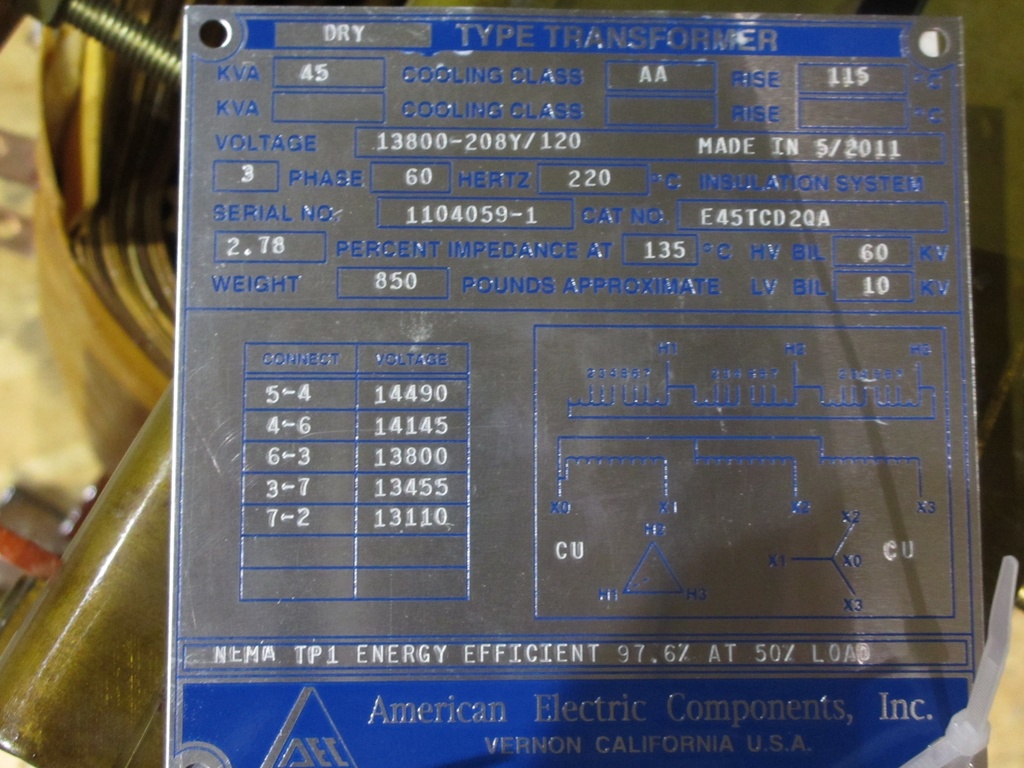 DRY TYPE TRANSFORMER
KVA 45 COOLING CLASS AA RISE 115 °C
KVA COOLING CLASS RISE °C
VOLTAGE 13800-208Y/120 MADE IN 5/2011
3 PHASE 60 HERTZ 220 °C INSULATION SYSTEM
SERIAL NO. 1104059-1 CAT NO. E45TCD2QA
2.78 PERCENT IMPEDANCE AT 135 °C HV BIL 60 KV
WEIGHT 850 POUNDS APPROXIMATE LV BIL 10 KV
CONNECT VOLTAGE
5-4 14490
4-6 14145
6-3 13800
3-7 13455
7-2 13110
H1 H2 H3
234567 234567 234567
X0 X1 X2 X3
H2
H1 H3
CU
X2
X1 X0
X3
CU
NEMA TP1 ENERGY EFFICIENT 97.6% AT 50% LOAD
American Electric Components, Inc.
VERNON CALIFORNIA U.S.A.
AEC